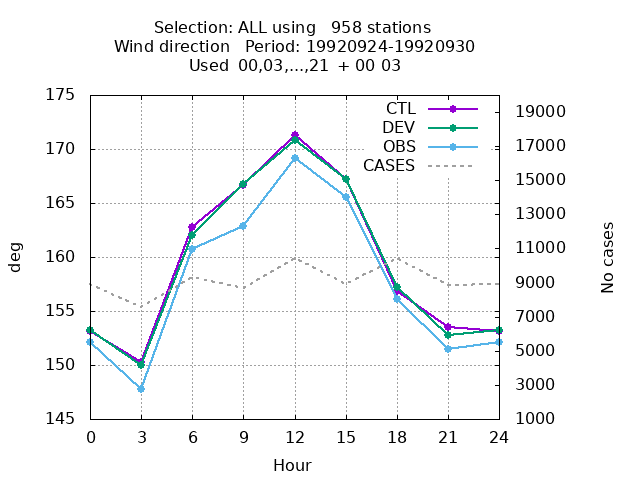 Selection: ALL using   958 stations
Wind direction   Period: 19920924-19920930
Used  00,03,...,21  + 00 03
175
170
165
160
155
150
145
deg
CTL
DEV
OBS
CASES
19000
17000
15000
13000
11000
9000
7000
5000
3000
1000
No cases
0 3 6 9 12 15 18 21 24
Hour